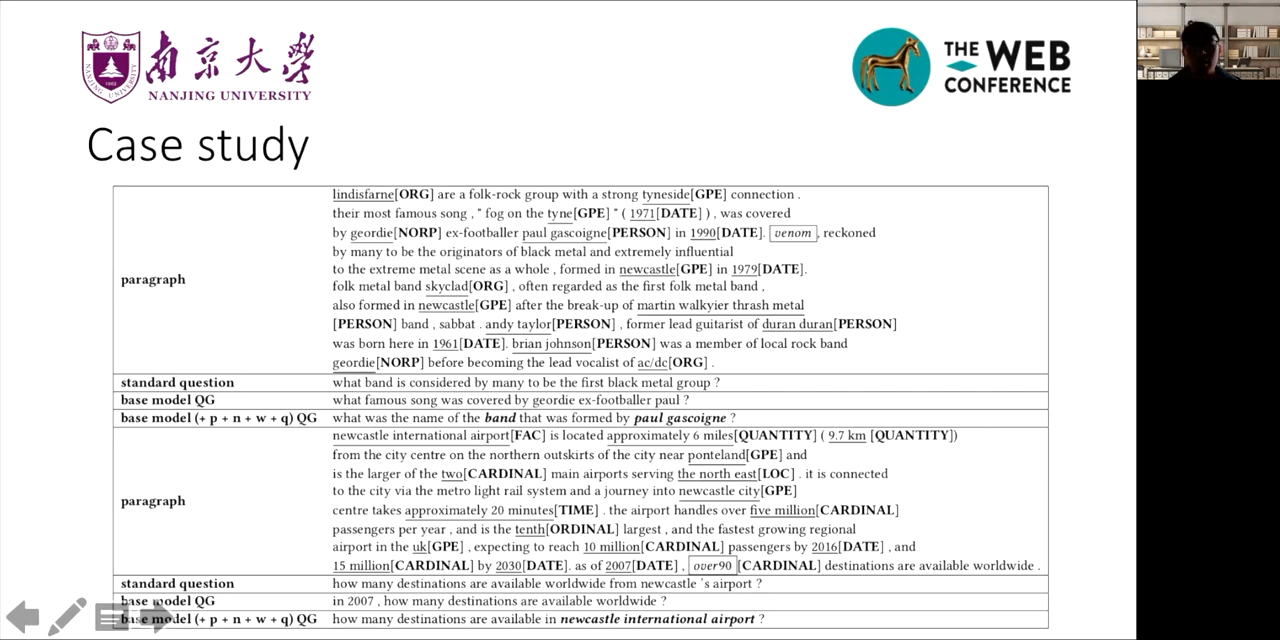 南京大学
NANJING UNIVERSITY
THE WEB
CONFERENCE
Case study
paragraph
lindisfarne[ORG] are a folk-rock group with a strong tyneside[GPE] connection .
their most famous song , " fog on the tyne[GPE] " ( 1971[DATE] ) , was covered
by geordie[NORP] ex-footballer paul gascoigne[PERSON] in 1990[DATE]. venom , reckoned
by many to be the originators of black metal and extremely influential
to the extreme metal scene as a whole , formed in newcastle[GPE] in 1979[DATE].
folk metal band skyclad[ORG] , often regarded as the first folk metal band ,
also formed in newcastle[GPE] after the break-up of martin walkyier thrash metal
[PERSON] band , sabbat . andy taylor[PERSON] , former lead guitarist of duran duran[PERSON]
was born here in 1961[DATE]. brian johnson[PERSON] was a member of local rock band
geordie[NORP] before becoming the lead vocalist of ac/dc[ORG] .
standard question what band is considered by many to be the first black metal group ?
base model QG what famous song was covered by geordie ex-footballer paul ?
base model (+ p + n + w + q) QG what was the name of the band that was formed by paul gascoigne ?
paragraph
newcastle international airport[FAC] is located approximately 6 miles[QUANTITY] ( 9.7 km [QUANTITY])
from the city centre on the northern outskirts of the city near ponteland[GPE] and
is the larger of the two[CARDINAL] main airports serving the north east[LOC] . it is connected
to the city via the metro light rail system and a journey into newcastle city[GPE]
centre takes approximately 20 minutes[TIME] . the airport handles over five million[CARDINAL]
passengers per year , and is the tenth[ORDINAL] largest , and the fastest growing regional
airport in the uk[GPE] , expecting to reach 10 million[CARDINAL] passengers by 2016[DATE] , and
15 million[CARDINAL] by 2030[DATE]. as of 2007[DATE] , over90 [CARDINAL] destinations are available worldwide .
standard question how many destinations are available worldwide from newcastle 's airport ?
base model QG in 2007 , how many destinations are available worldwide ?
base model (+ p + n + w + q) QG how many destinations are available in newcastle international airport ?